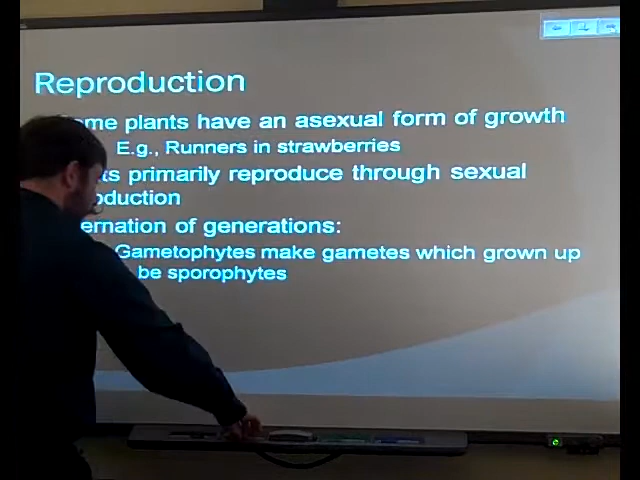 Reproduction
ome plants have an asexual form of growth
E.g., Runners in strawberries
ts primarily reproduce through sexual
oduction
ernation of generations:
Gametophytes make gametes which grown up
be sporophytes